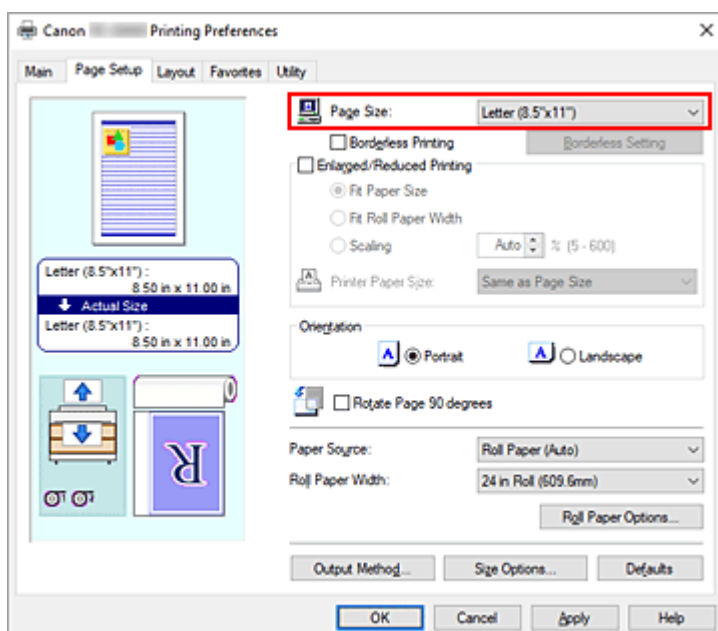 Canon Printing Preferences
Main Page Setup Layout Favorites Utility
Page Size: Letter (8.5"x11")
Borderless Printing Borderless Setting
Enlarged/Reduced Printing
Fit Paper Size
Fit Roll Paper Width
Scaling Auto % (5 - 600)
Printer Paper Size: Same as Page Size
Letter (8.5"x11") :
8.50 in x 11.00 in
Actual Size
Letter (8.5"x11") :
8.50 in x 11.00 in
Orientation
A Portrait A Landscape
Rotate Page 90 degrees
Paper Source: Roll Paper (Auto)
Roll Paper Width: 24 in Roll (609.6mm)
Roll Paper Options...
Output Method... Size Options... Defaults
OK Cancel Apply Help